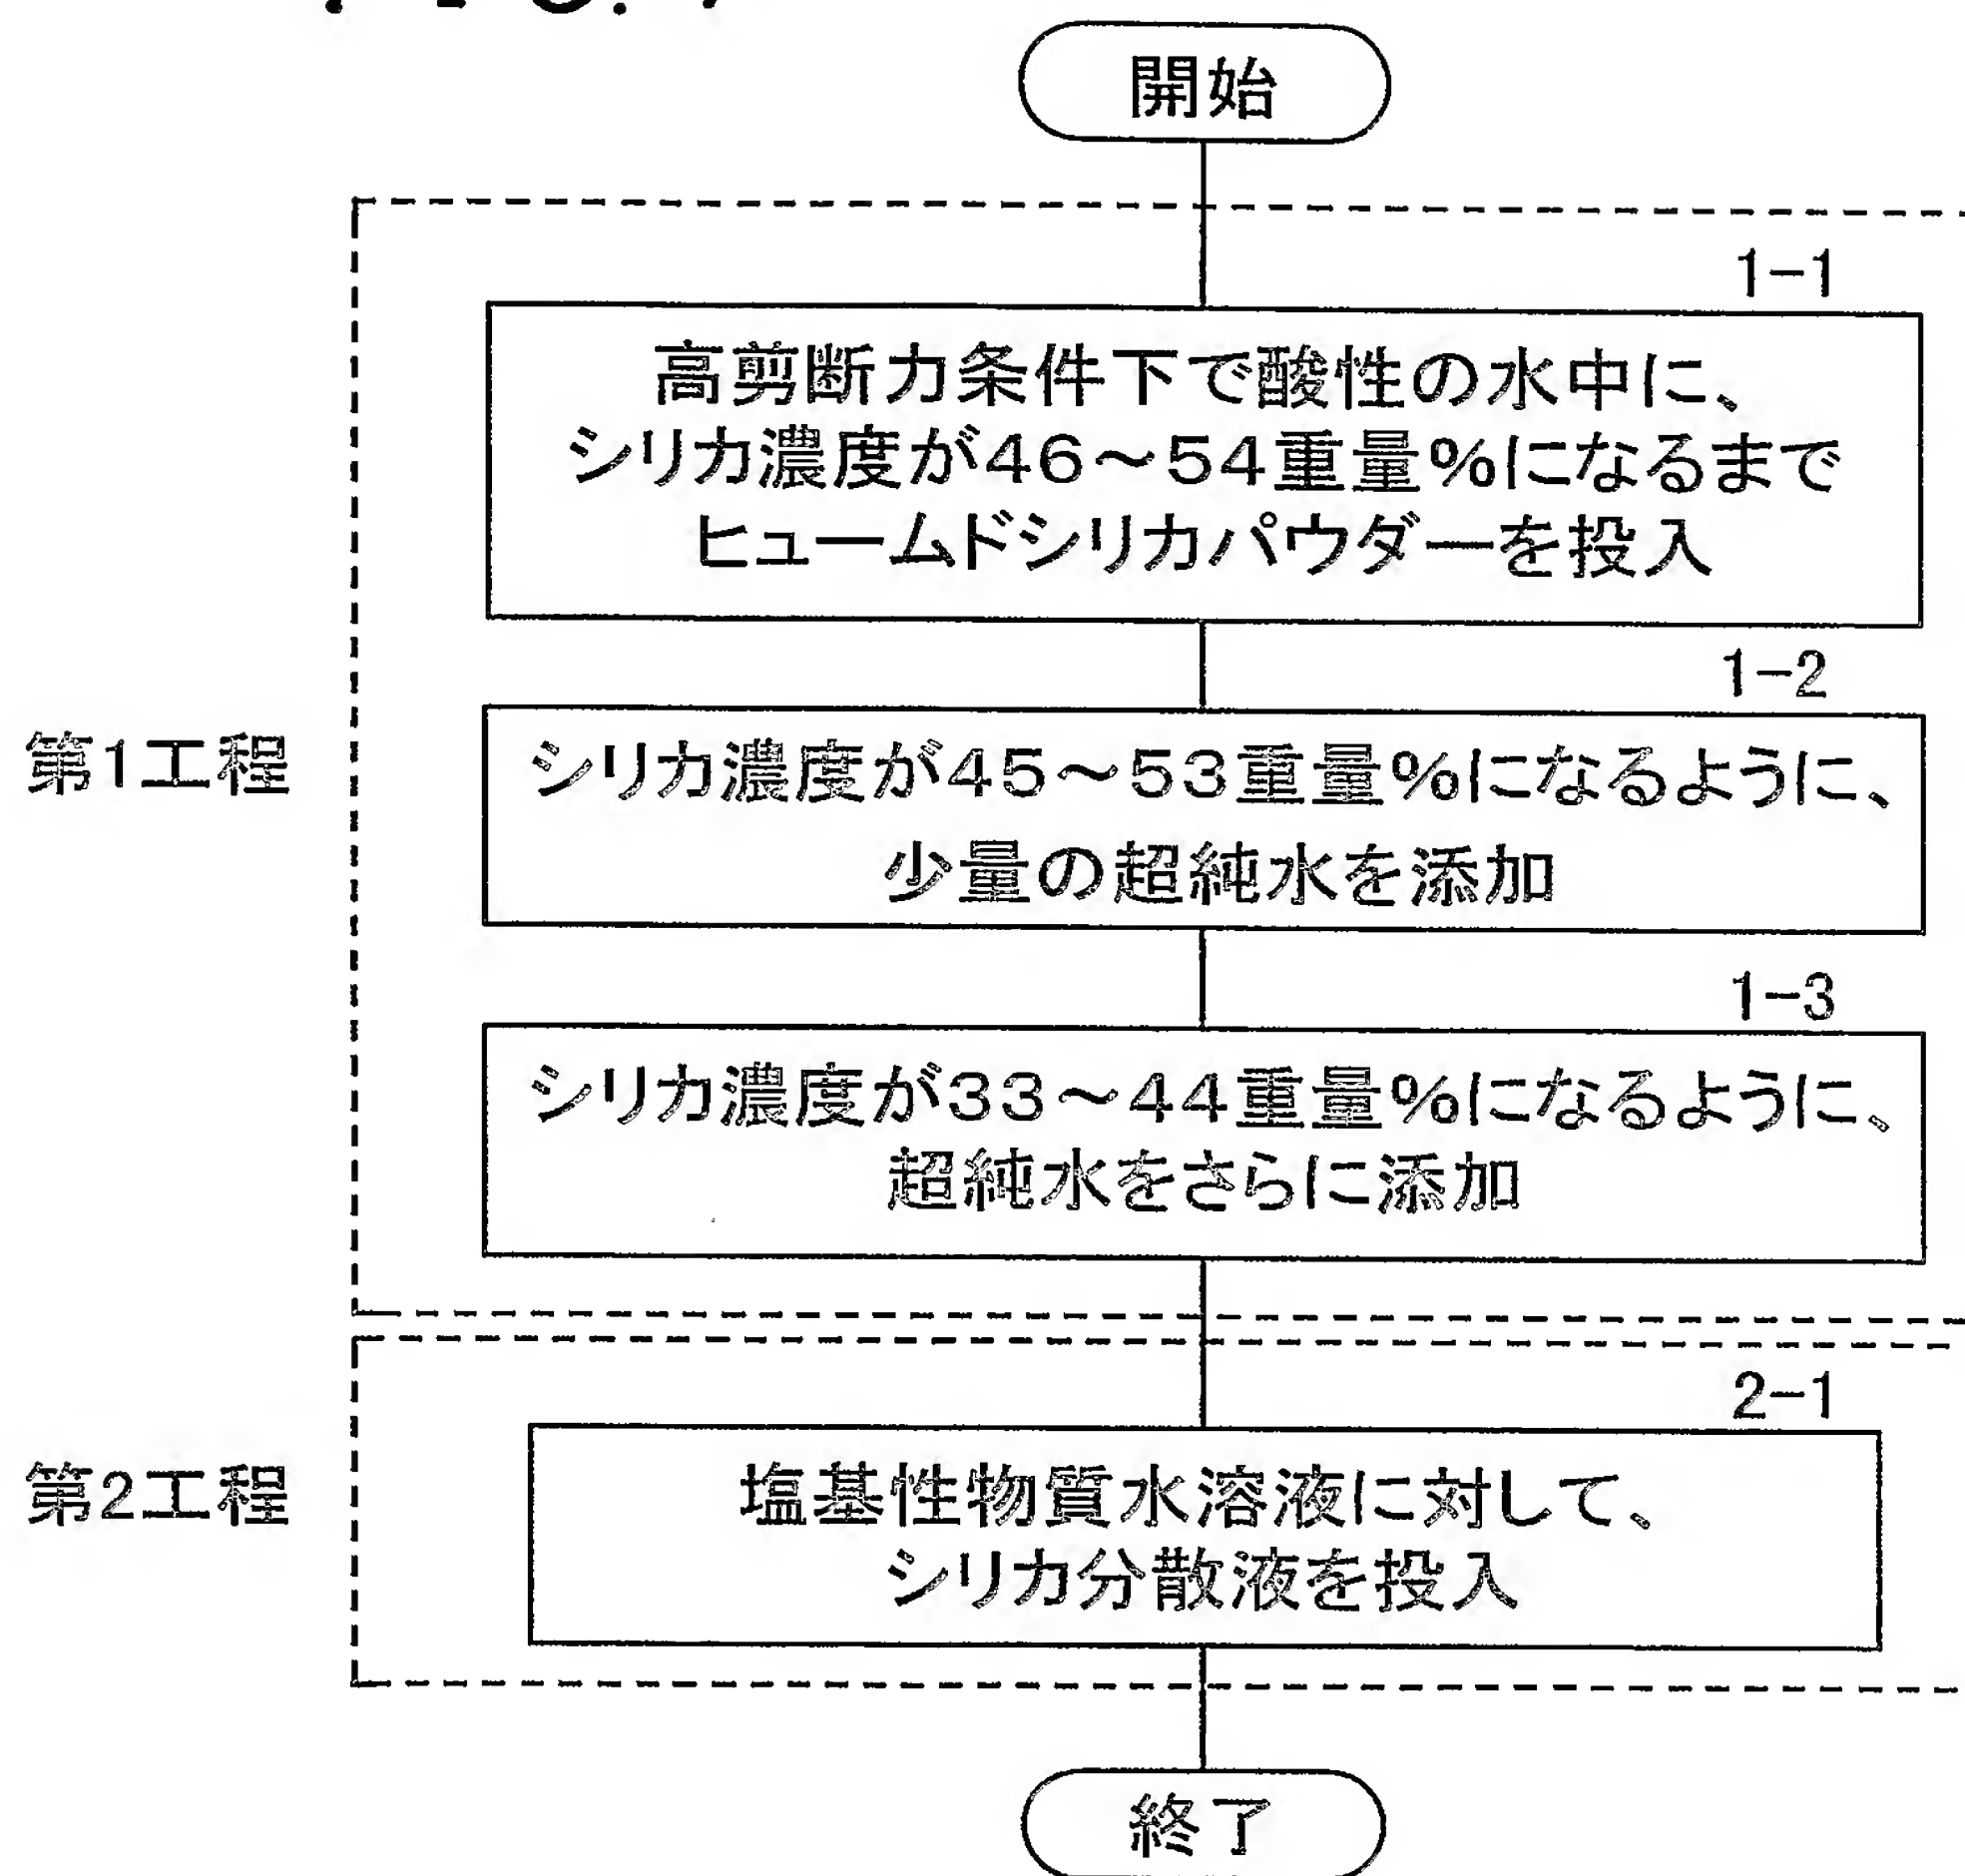 開始
1-1
高剪断力条件下で酸性の水中に、
シリカ濃度が46～54重量%になるまで
ヒュームドシリカパウダーを投入
1-2
第1工程
シリカ濃度が45～53重量%になるように、
少量の超純水を添加
1-3
シリカ濃度が33～44重量%になるように、
超純水をさらに添加
2-1
第2工程
塩基性物質水溶液に対して、
シリカ分散液を投入
終了